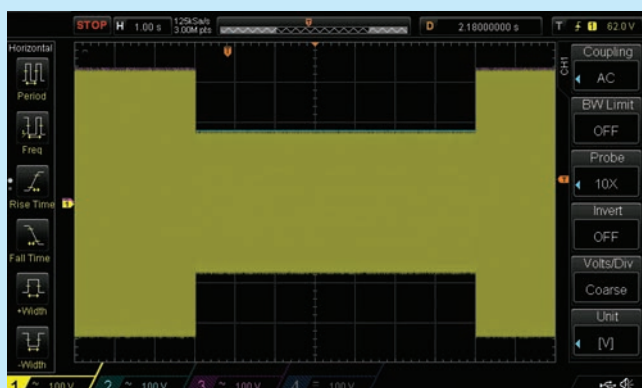 STOP H 1.00 s 125kSa/s 3.00M pts D 2.18000000 s T 1 62.0 V
Horizontal
Period
Freq
Rise Time
Fall Time
+Width
-Width
T
T
1
CH1
Coupling
AC
BW Limit
OFF
Probe
10X
Invert
OFF
Volts/Div
Coarse
Unit
[V]
1 ~ 100 V 2 ~ 100 V 3 ~ 100 V 4 = 100 V